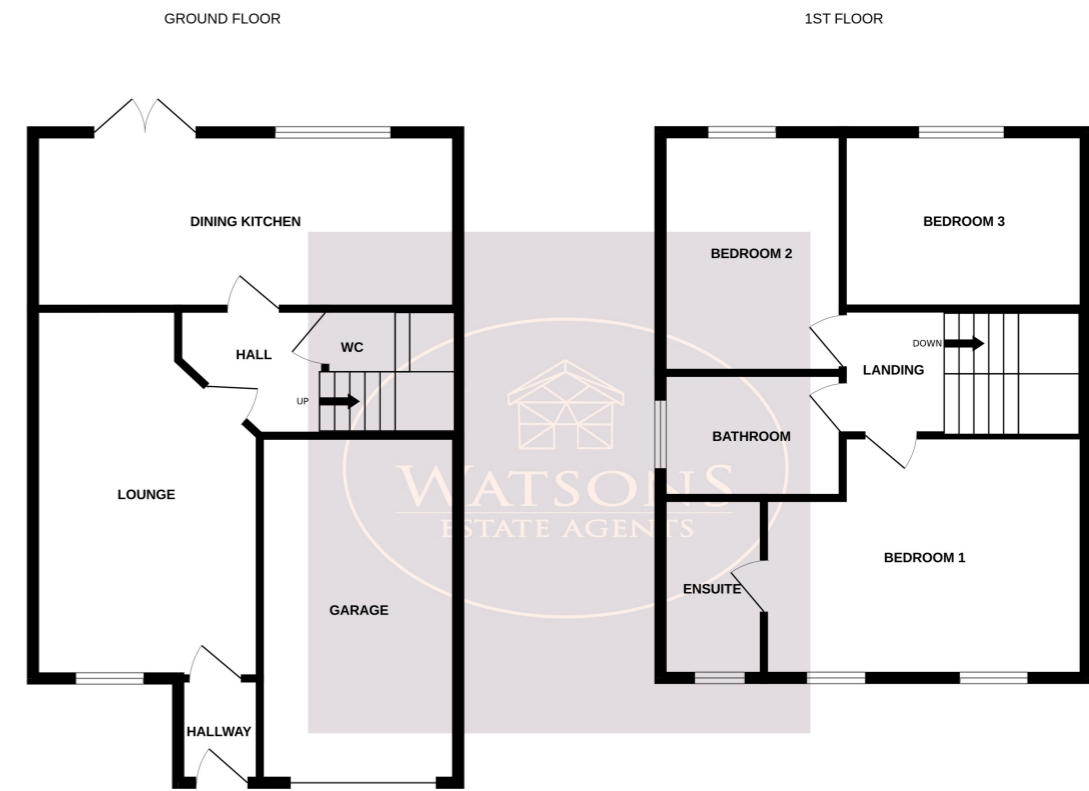 GROUND FLOOR
1ST FLOOR
DINING KITCHEN
BEDROOM 3
BEDROOM 2
WC
HALL
DOWN
LANDING
UP
BATHROOM
LOUNGE
WATSONS
ESTATE AGENTS
BEDROOM 1
ENSUITE
GARAGE
HALLWAY